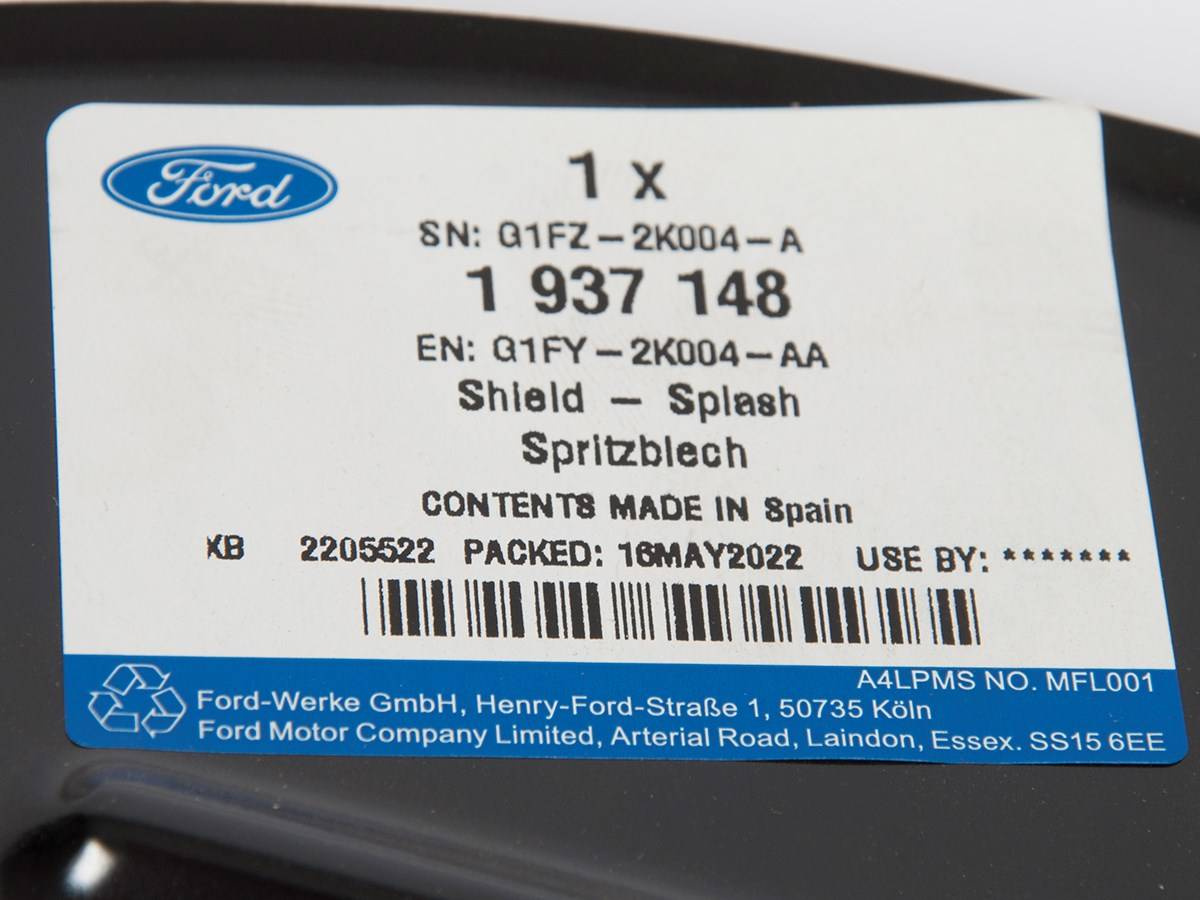 Ford
1 x
SN: G1FZ-2K004-A
1 937 148
EN: G1FY-2K004-AA
Shield - Splash
Spritzblech
CONTENTS MADE IN Spain
XB 2205522 PACKED: 16MAY2022 USE BY: *******
A4LPMS NO. MFL001
Ford-Werke GmbH, Henry-Ford-Straße 1, 50735 Köln
Ford Motor Company Limited, Arterial Road, Laindon, Essex. SS15 6EE